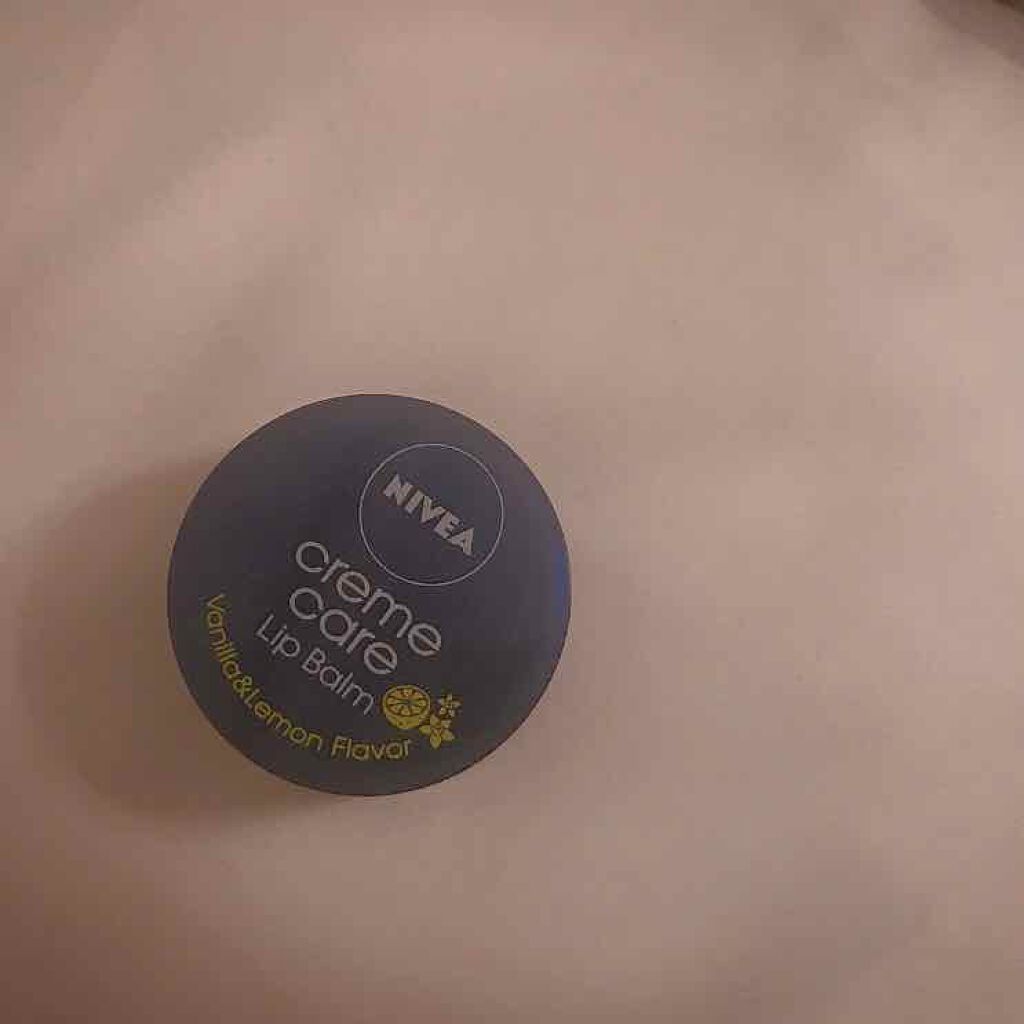 NIVEA
creme
care
Lip Balm
Vanilla&Lemon Flavor